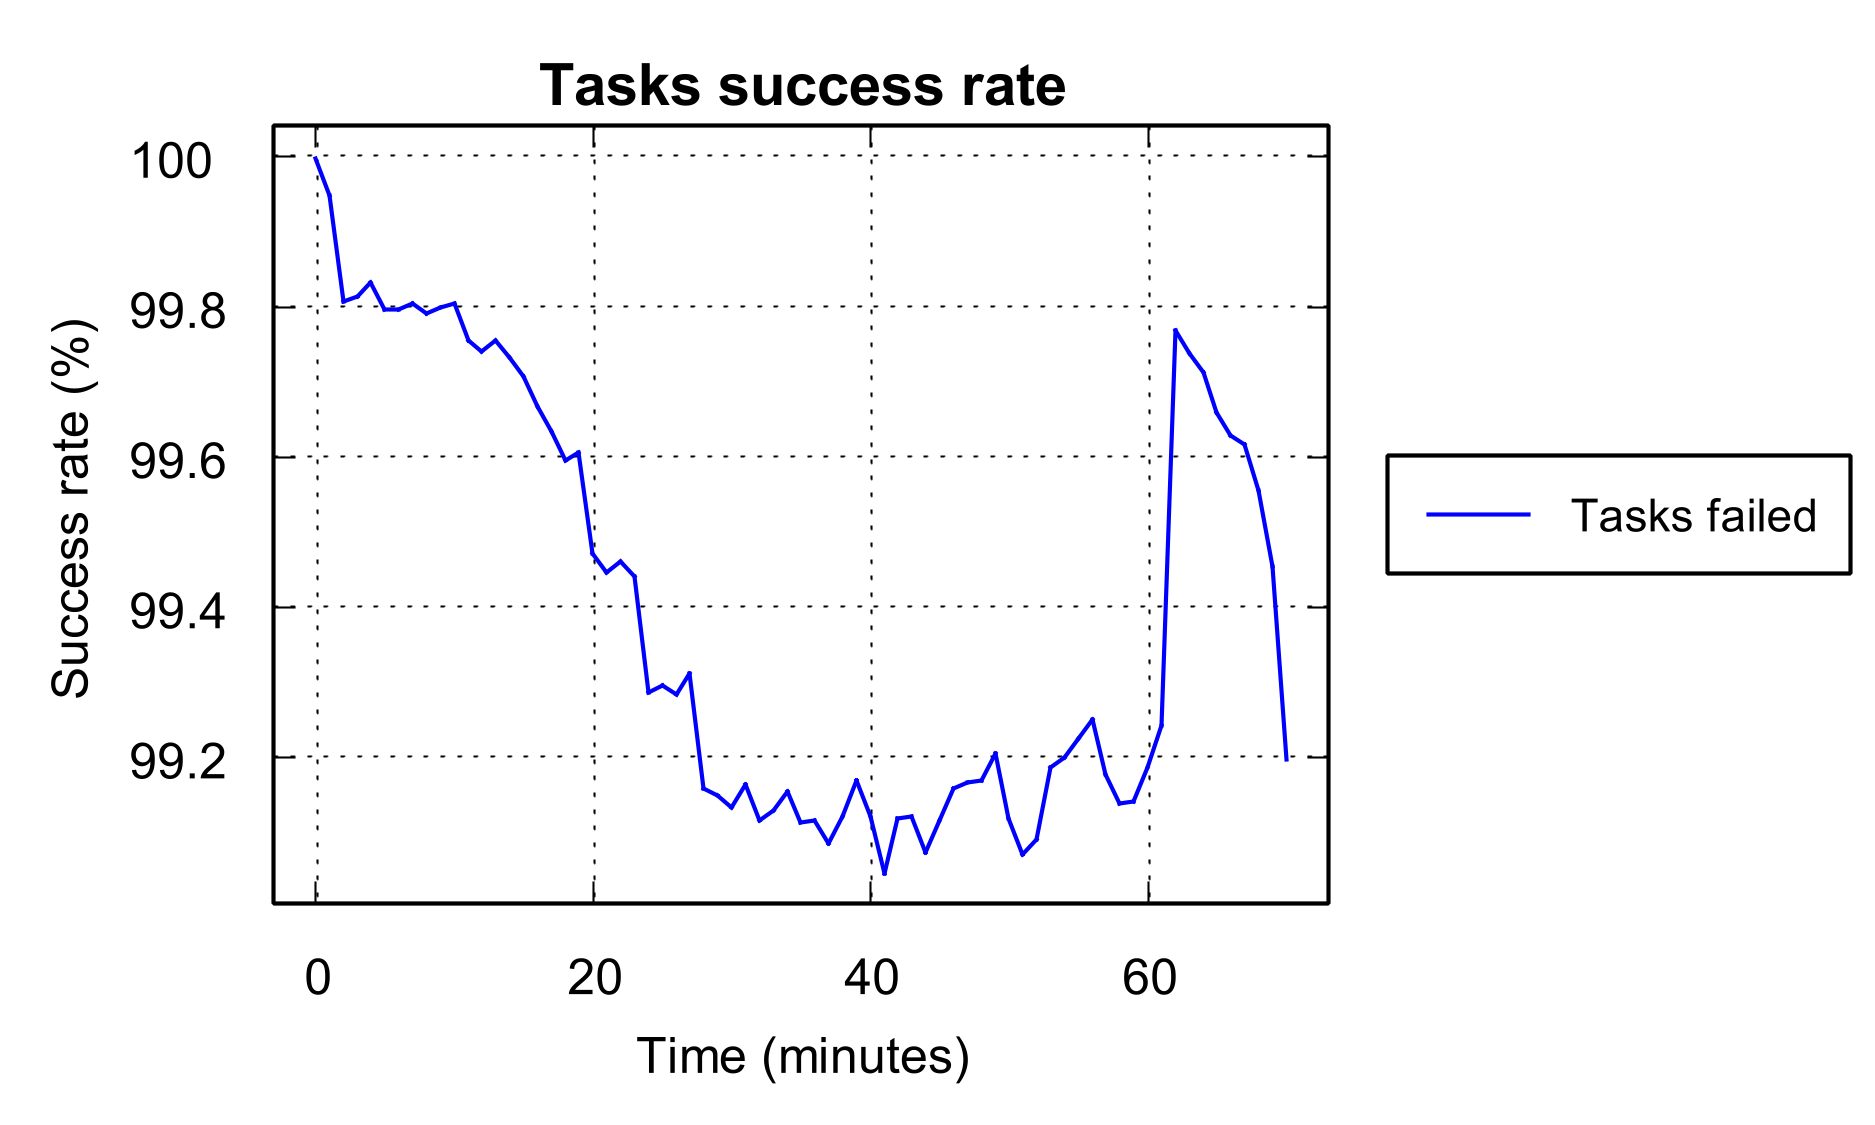 Tasks success rate
100
99.8
99.6
99.4
99.2
Success rate (%)
0 20 40 60
Time (minutes)
Tasks failed